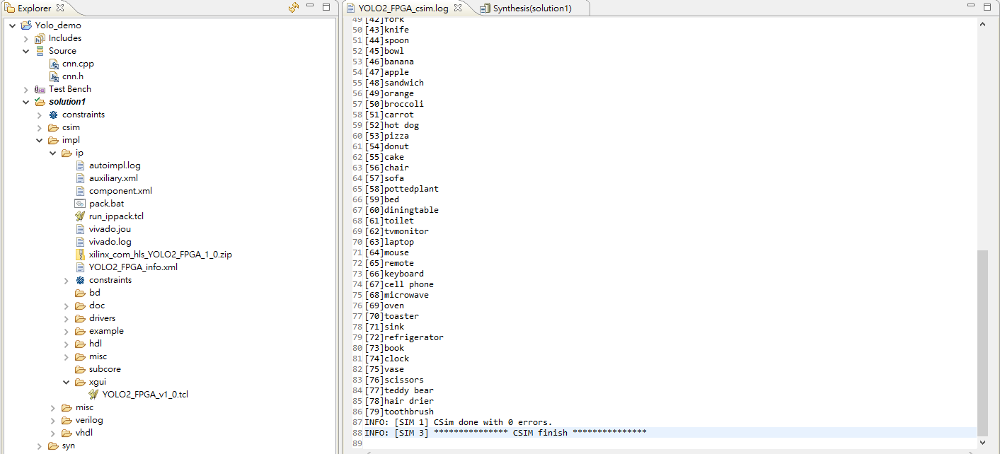 Explorer
Yolo_demo
Includes
Source
cnn.cpp
cnn.h
Test Bench
solution1
constraints
csim
impl
ip
autoimpl.log
auxiliary.xml
component.xml
pack.bat
run_ippack.tcl
vivado.jou
vivado.log
xilinx_com_hls_YOLO2_FPGA_1_0.zip
YOLO2_FPGA_info.xml
constraints
bd
doc
drivers
example
hdl
misc
subcore
xgui
YOLO2_FPGA_v1_0.tcl
misc
verilog
vhdl
syn
YOLO2_FPGA_csim.log
Synthesis(solution1)
49 [42]fork
50 [43]knife
51 [44]spoon
52 [45]bowl
53 [46]banana
54 [47]apple
55 [48]sandwich
56 [49]orange
57 [50]broccoli
58 [51]carrot
59 [52]hot dog
60 [53]pizza
61 [54]donut
62 [55]cake
63 [56]chair
64 [57]sofa
65 [58]pottedplant
66 [59]bed
67 [60]diningtable
68 [61]toilet
69 [62]tvmonitor
70 [63]laptop
71 [64]mouse
72 [65]remote
73 [66]keyboard
74 [67]cell phone
75 [68]microwave
76 [69]oven
77 [70]toaster
78 [71]sink
79 [72]refrigerator
80 [73]book
81 [74]clock
82 [75]vase
83 [76]scissors
84 [77]teddy bear
85 [78]hair drier
86 [79]toothbrush
87 INFO: [SIM 1] CSim done with 0 errors.
88 INFO: [SIM 3] *************** CSIM finish ***************
89